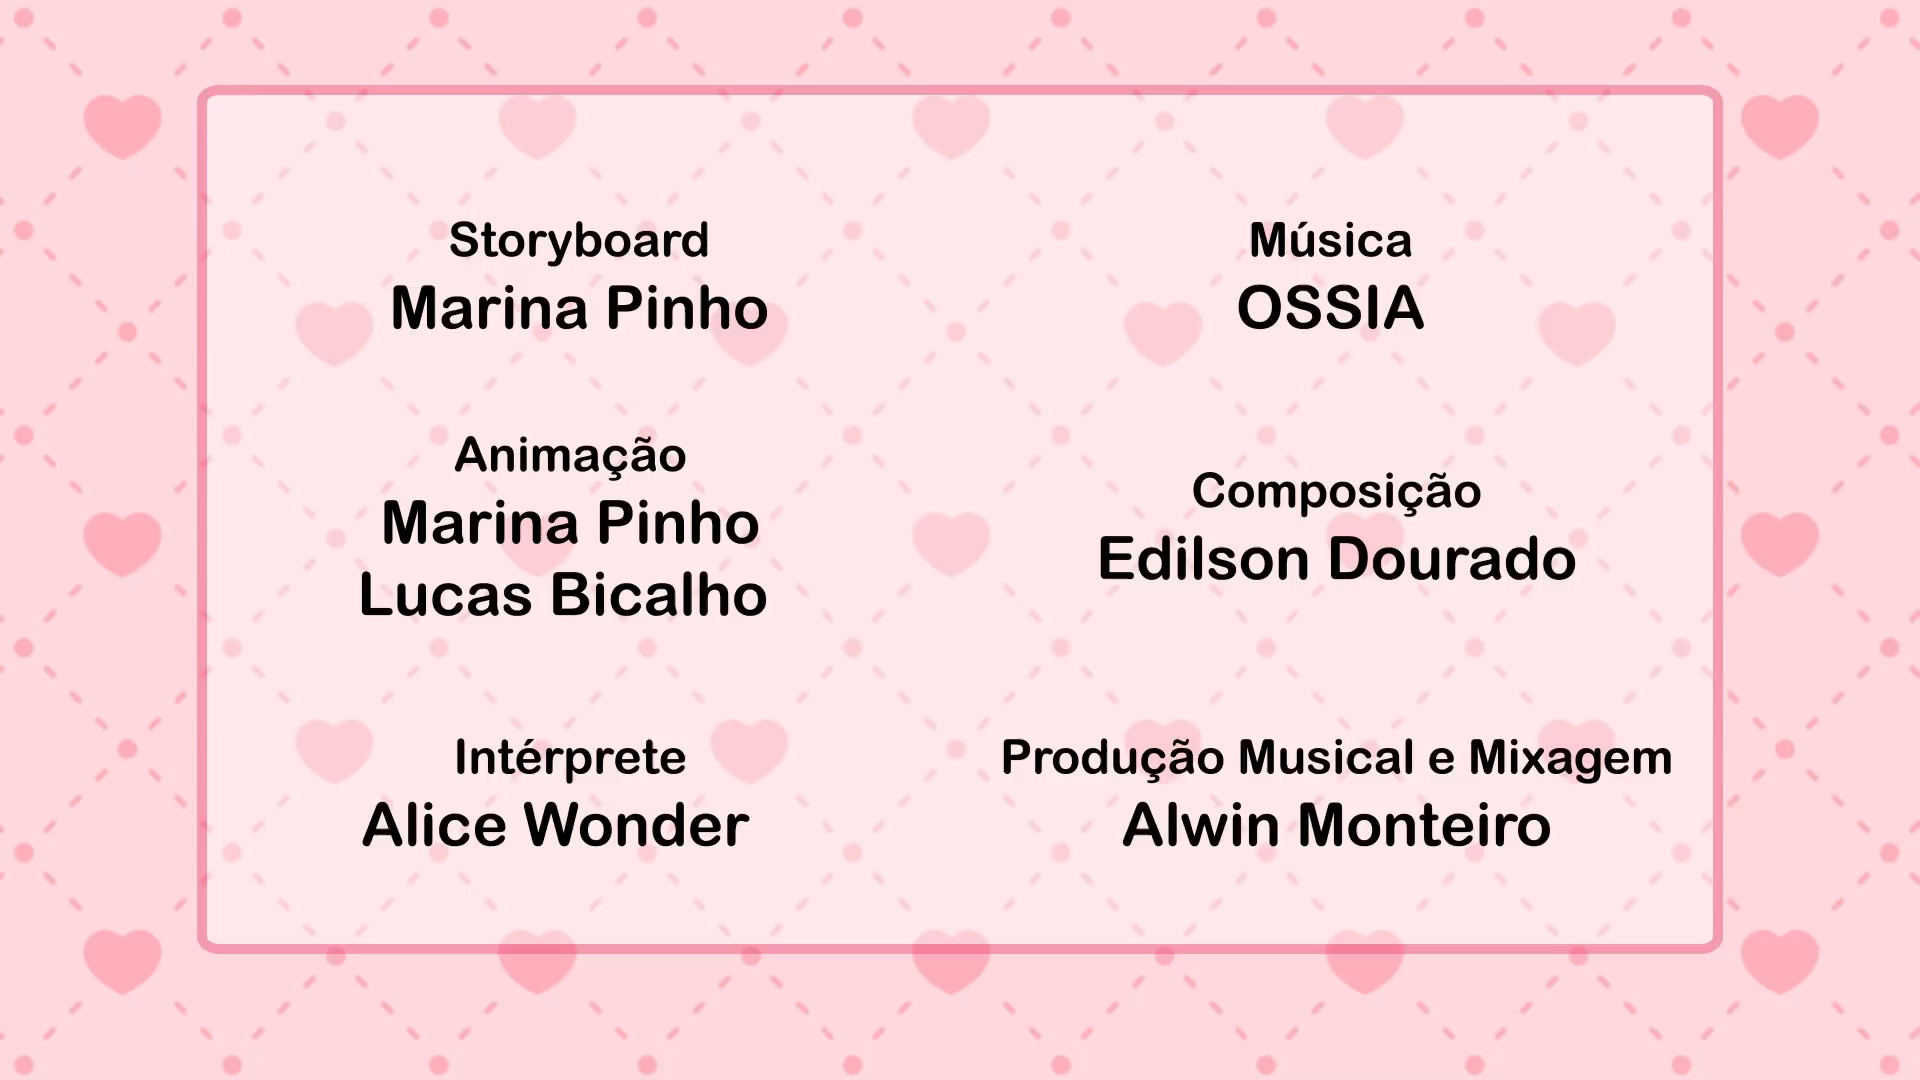 Storyboard
Marina Pinho
Animação
Marina Pinho
Lucas Bicalho
Intérprete
Alice Wonder
Música
OSSIA
Composição
Edilson Dourado
Produção Musical e Mixagem
Alwin Monteiro